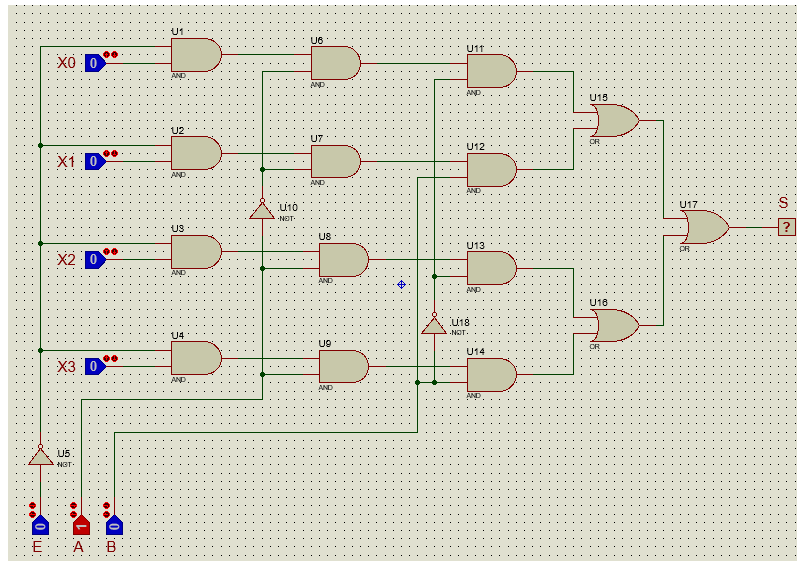 U1
X0
0
AND
U6
AND
U11
AND
U15
OR
U2
X1
0
AND
U7
AND
U12
AND
U10
NOT
U17
OR
S
?
U3
X2
0
AND
U8
AND
U13
AND
U16
OR
U18
NOT
U4
X3
0
AND
U9
AND
U14
AND
U5
NOT
0
1
0
E
A
B